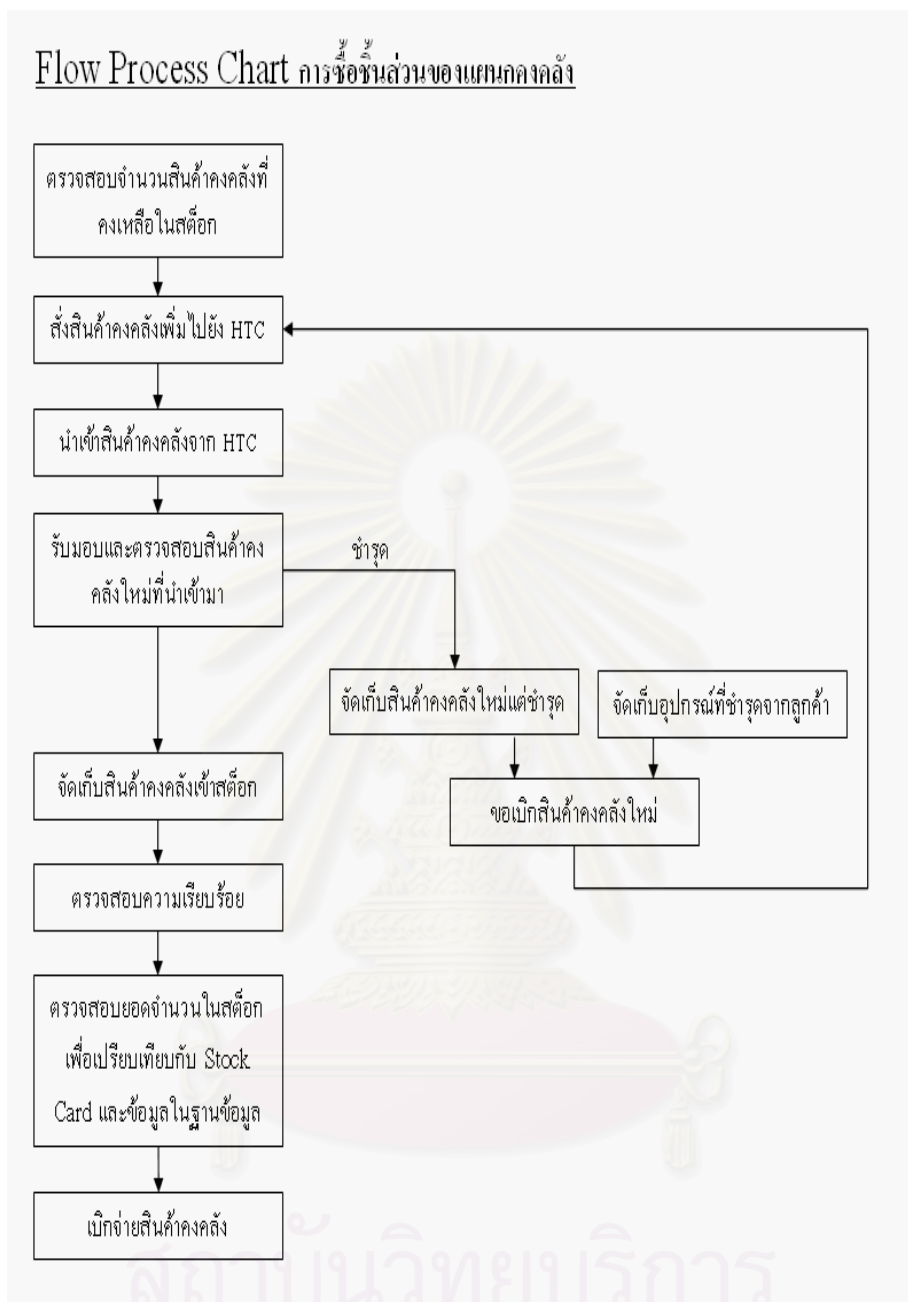 Flow Process Chart การซื้อชิ้นส่วนของแผนกคงคลัง
ตรวจสอบจำนวนสินค้าคงคลังที่
คงเหลือในสต็อก
สั่งสินค้าคงคลังเพิ่มไปยัง HTC
นำเข้าสินค้าคงคลังจาก HTC
รับมอบและตรวจสอบสินค้าคง
คลังใหม่ที่นำเข้ามา
ชำรุด
จัดเก็บสินค้าคงคลังใหม่แต่ชำรุด
จัดเก็บอุปกรณ์ที่ชำรุดจากลูกค้า
ขอเบิกสินค้าคงคลังใหม่
จัดเก็บสินค้าคงคลังเข้าสต็อก
ตรวจสอบความเรียบร้อย
ตรวจสอบยอดจำนวนในสต็อก
เพื่อเปรียบเทียบกับ Stock
Card และข้อมูลในฐานข้อมูล
เบิกจ่ายสินค้าคงคลัง
สถาบันวิทยบริการ